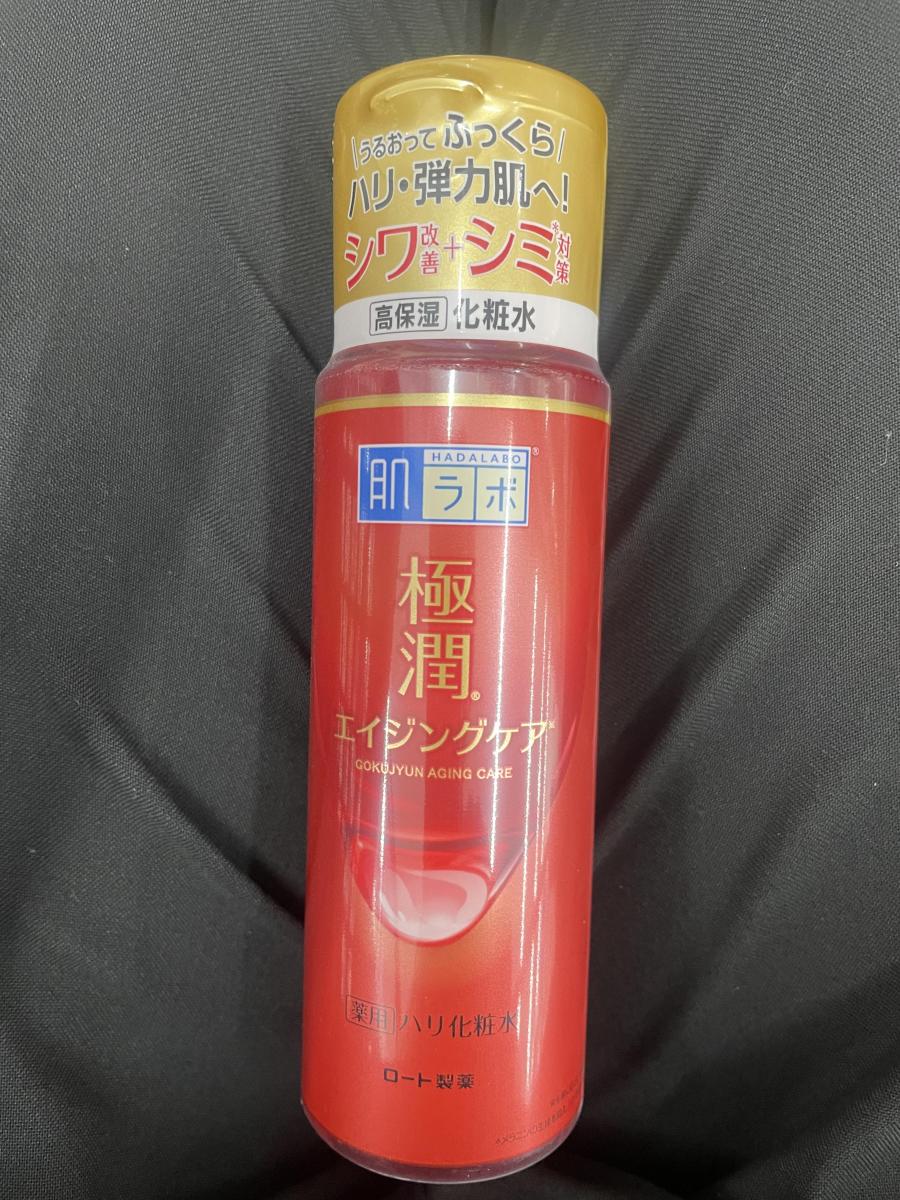 \うるおって ふっくら/
ハリ・弾力肌へ!
シワ改善+シミ*対策
高保湿 化粧水
HADALABO®
肌ラボ
極
潤®
エイジングケア※
GOKUJYUN AGING CARE
薬用 ハリ化粧水
ロート製薬